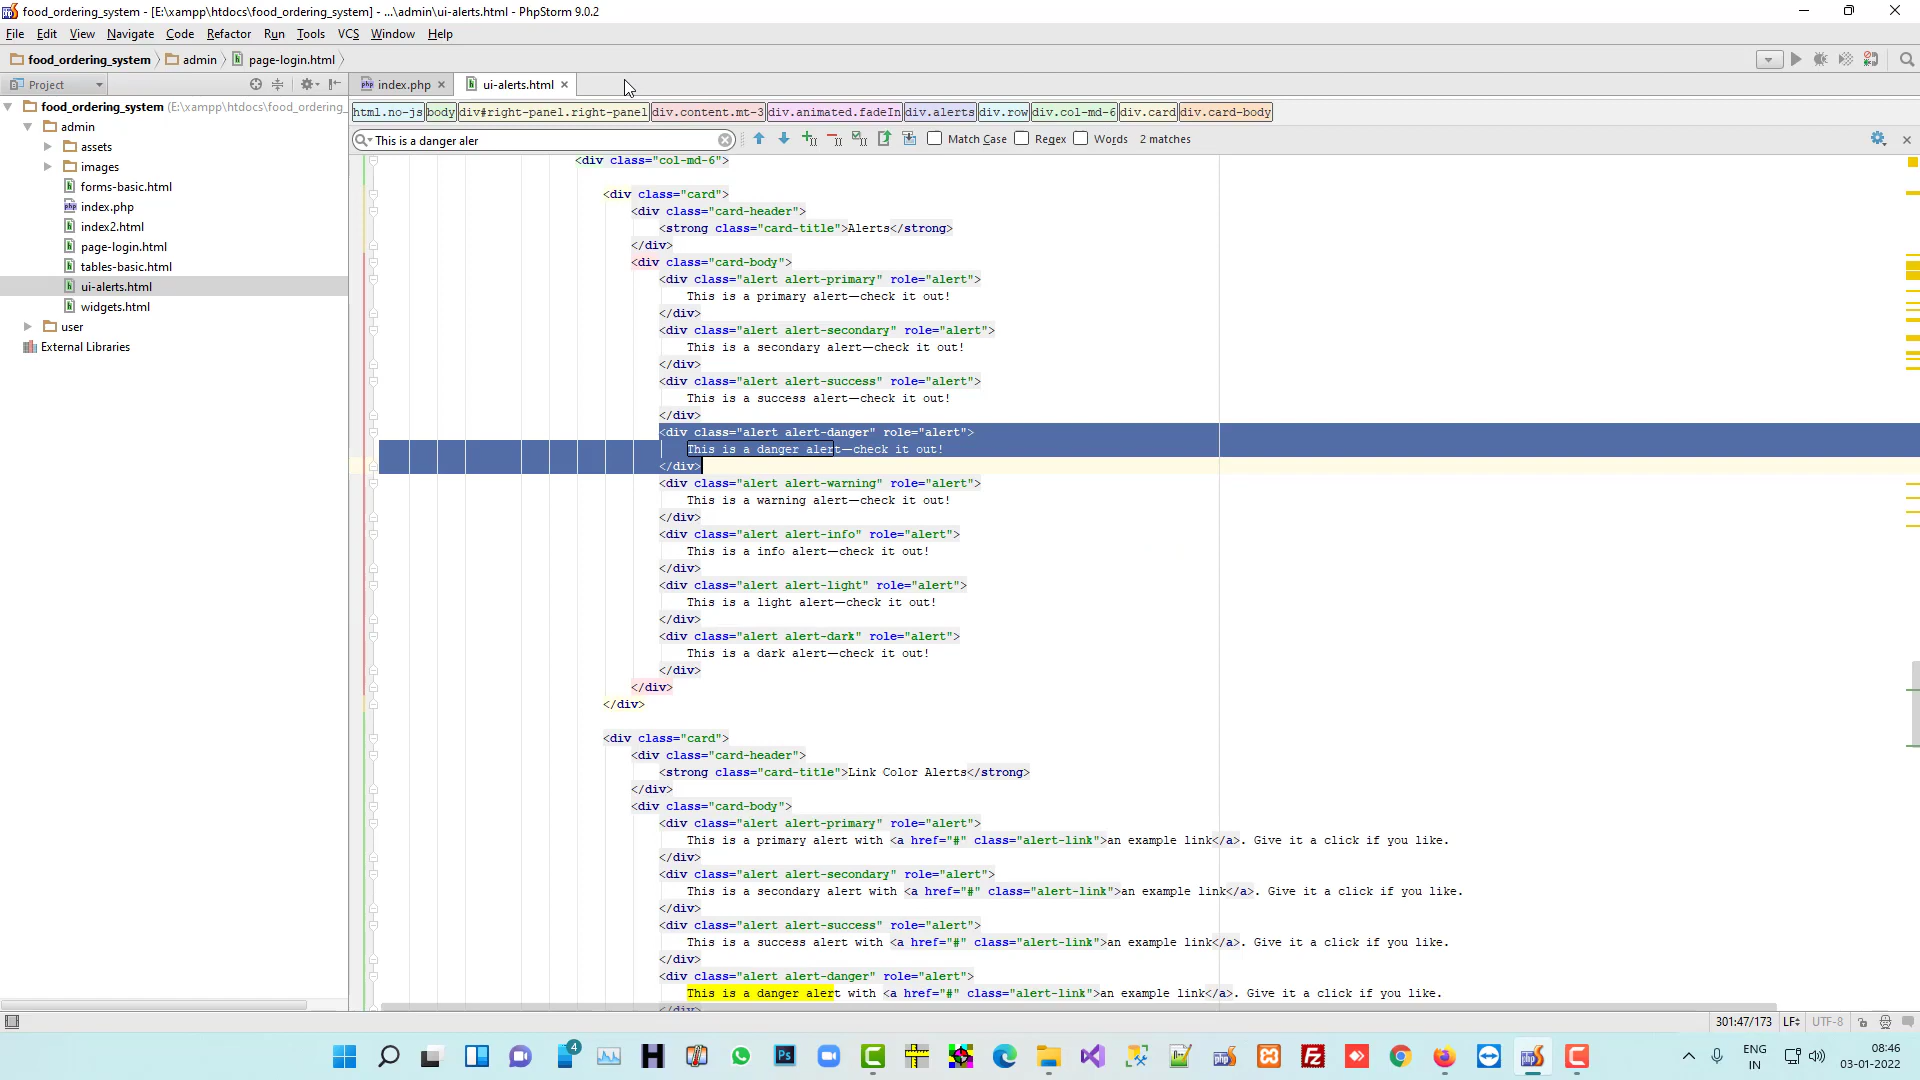 food_ordering_system - [E:\xampp\htdocs\food_ordering_system] - ...\admin\ui-alerts.html - PhpStorm 9.0.2
File Edit View Navigate Code Refactor Run Tools VCS Window Help
food_ordering_system admin page-login.html
Project
index.php ui-alerts.html
food_ordering_system (E:\xampp\htdocs\food_ordering_
html.no-js body div#right-panel.right-panel div.content.mt-3 div.animated.fadeIn div.alerts div.row div.col-md-6 div.card div.card-body
admin
This is a danger aler Match Case Regex Words 2 matches
assets
images
forms-basic.html
index.php
index2.html
page-login.html
tables-basic.html
ui-alerts.html
widgets.html
user
External Libraries
<div class="col-md-6">
<div class="card">
<div class="card-header">
<strong class="card-title">Alerts</strong>
</div>
<div class="card-body">
<div class="alert alert-primary" role="alert">
This is a primary alert—check it out!
</div>
<div class="alert alert-secondary" role="alert">
This is a secondary alert—check it out!
</div>
<div class="alert alert-success" role="alert">
This is a success alert—check it out!
</div>
<div class="alert alert-danger" role="alert">
This is a danger alert—check it out!
</div>
<div class="alert alert-warning" role="alert">
This is a warning alert—check it out!
</div>
<div class="alert alert-info" role="alert">
This is a info alert—check it out!
</div>
<div class="alert alert-light" role="alert">
This is a light alert—check it out!
</div>
<div class="alert alert-dark" role="alert">
This is a dark alert—check it out!
</div>
</div>
</div>
<div class="card">
<div class="card-header">
<strong class="card-title">Link Color Alerts</strong>
</div>
<div class="card-body">
<div class="alert alert-primary" role="alert">
This is a primary alert with <a href="#" class="alert-link">an example link</a>. Give it a click if you like.
</div>
<div class="alert alert-secondary" role="alert">
This is a secondary alert with <a href="#" class="alert-link">an example link</a>. Give it a click if you like.
</div>
<div class="alert alert-success" role="alert">
This is a success alert with <a href="#" class="alert-link">an example link</a>. Give it a click if you like.
</div>
<div class="alert alert-danger" role="alert">
This is a danger alert with <a href="#" class="alert-link">an example link</a>. Give it a click if you like.
</div>
301:47/173 LF UTF-8
4
Ps
ENG
IN
08:46
03-01-2022